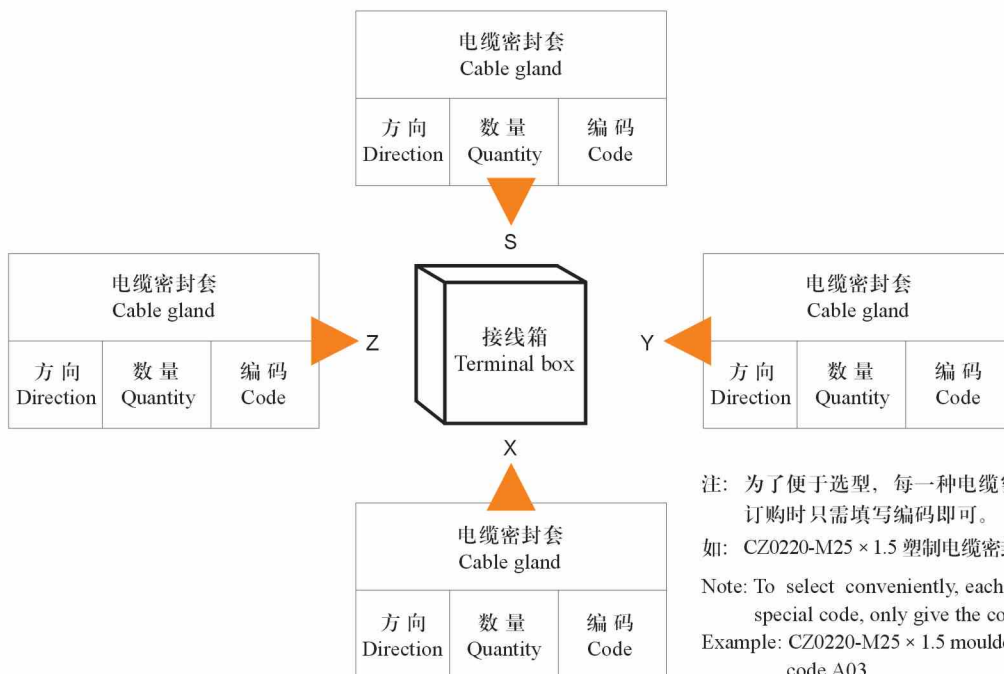 电缆密封套
Cable gland
方 向
Direction
数 量
Quantity
编 码
Code
S
电缆密封套
Cable gland
方 向
Direction
数 量
Quantity
编 码
Code
Z
接线箱
Terminal box
Y
电缆密封套
Cable gland
方 向
Direction
数 量
Quantity
编 码
Code
X
电缆密封套
Cable gland
方 向
Direction
数 量
Quantity
编 码
Code
注: 为了便于选型, 每一种电缆
订购时只需填写编码即可。
如: CZ0220-M25 × 1.5 塑制电缆密
Note: To select conveniently, each
special code, only give the
Example: CZ0220-M25 × 1.5
code A03